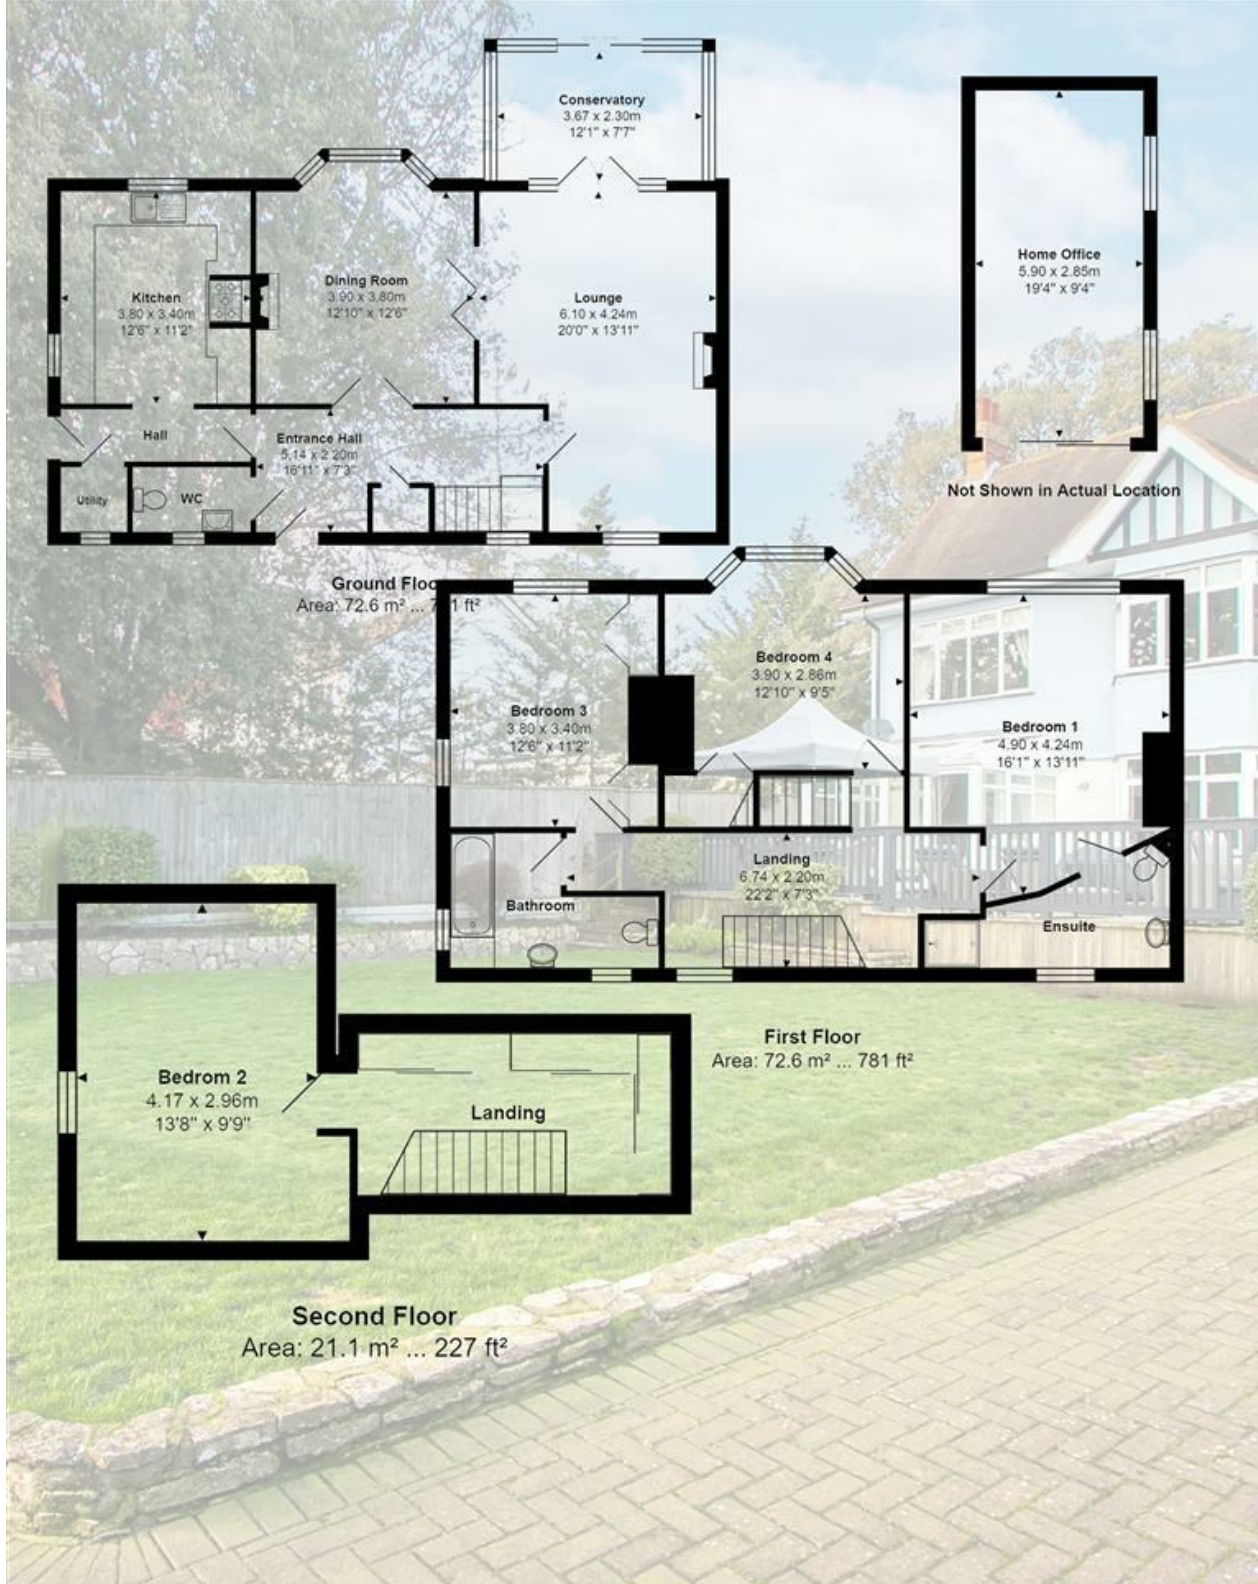 Conservatory
3.67 x 2.30m
12'1" x 7'7"
Kitchen
3.80 x 3.40m
12'6" x 11'2"
Dining Room
3.90 x 3.80m
12'10" x 12'6"
Lounge
6.10 x 4.24m
20'0" x 13'11"
Home Office
5.90 x 2.85m
19'4" x 9'4"
Not Shown in Actual Location
Hall
Entrance Hall
5.14 x 2.20m
16'11" x 7'3"
Utility
WC
Ground Floo
Area: 72.6 m² ... 7 1 ft²
Bedroom 3
3.80 x 3.40m
12'6" x 11'2"
Bedroom 4
3.90 x 2.86m
12'10" x 9'5"
Bedroom 1
4.90 x 4.24m
16'1" x 13'11"
Landing
6.74 x 2.20m
22'2" x 7'3"
Bathroom
Ensuite
First Floor
Area: 72.6 m² ... 781 ft²
Bedrom 2
4.17 x 2.96m
13'8" x 9'9"
Landing
Second Floor
Area: 21.1 m² ... 227 ft²